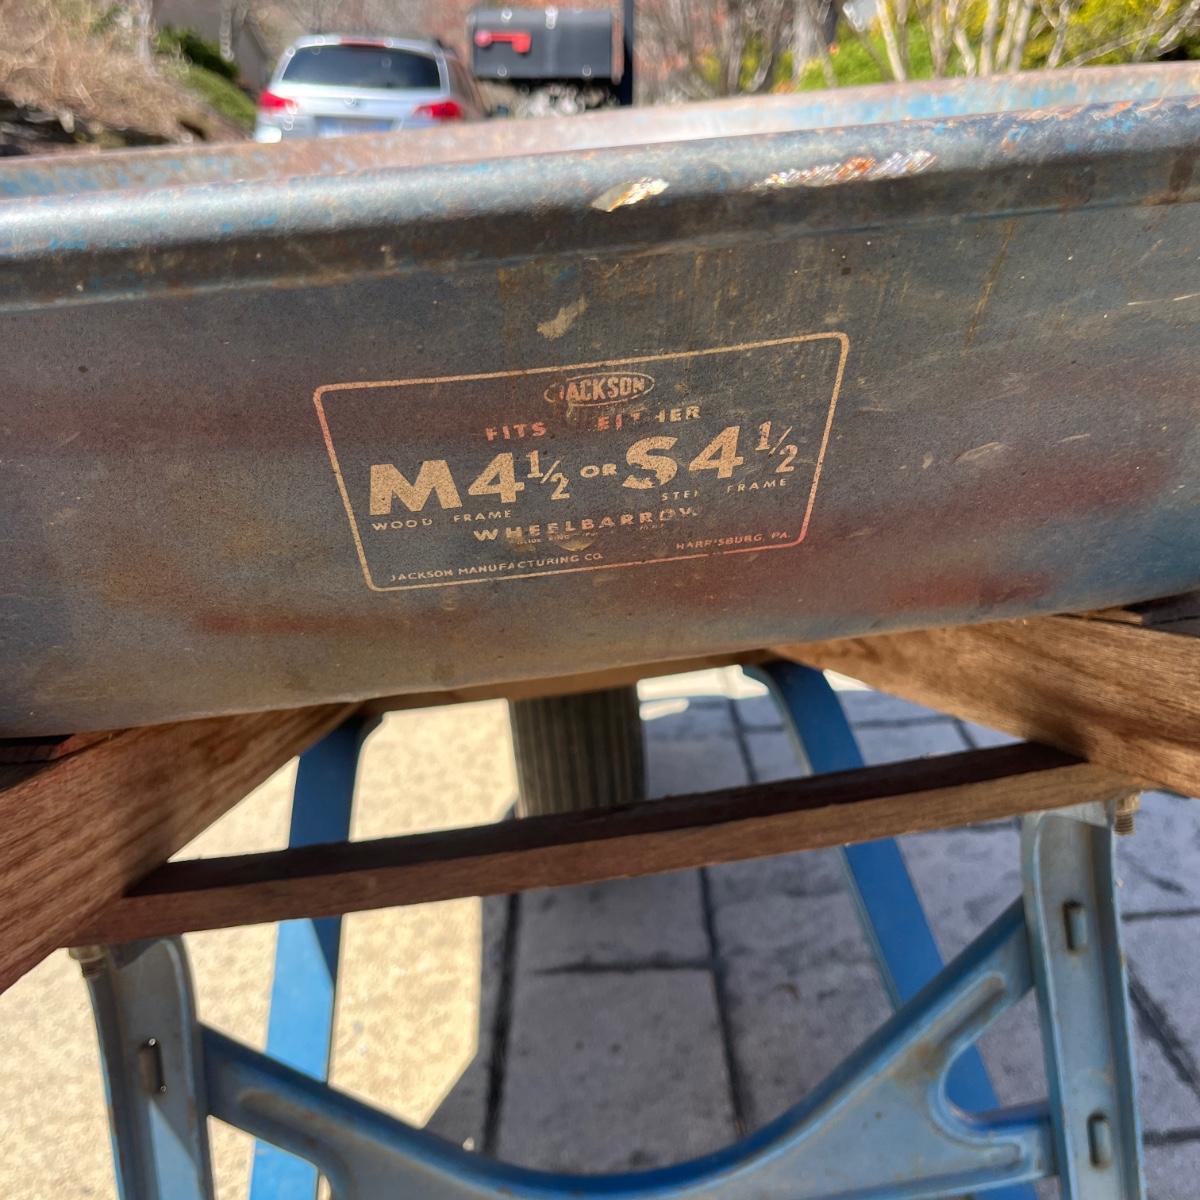 JACKSON
FITS EITHER
M4½ OR S4½
WOOD FRAME STEEL FRAME
WHEELBARROW
JACKSON MANUFACTURING CO. HARRISBURG, PA.